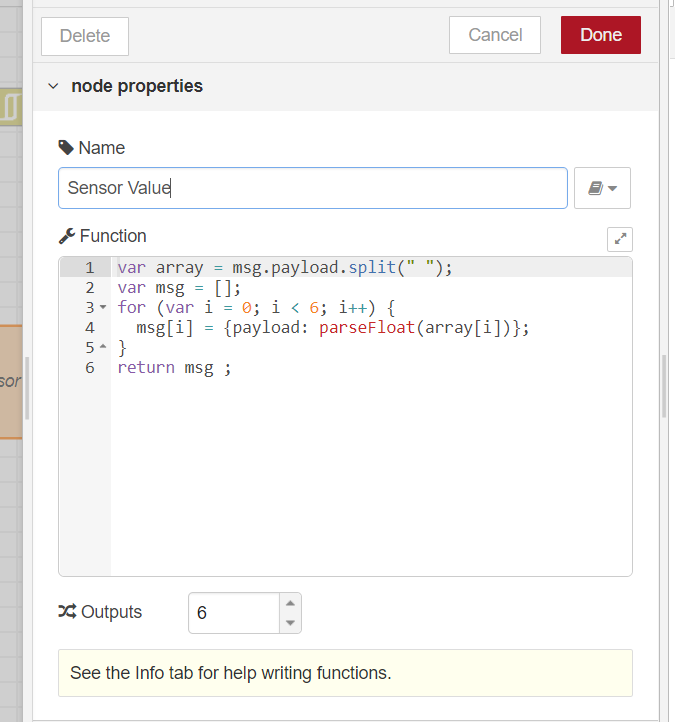 Delete
Cancel
Done
node properties
Name
Sensor Value
Function
1 var array = msg.payload.split(" ");
2 var msg = [];
3 for (var i = 0; i < 6; i++) {
4 msg[i] = {payload: parseFloat(array[i])};
5 }
6 return msg ;
sor
Outputs
6
See the Info tab for help writing functions.